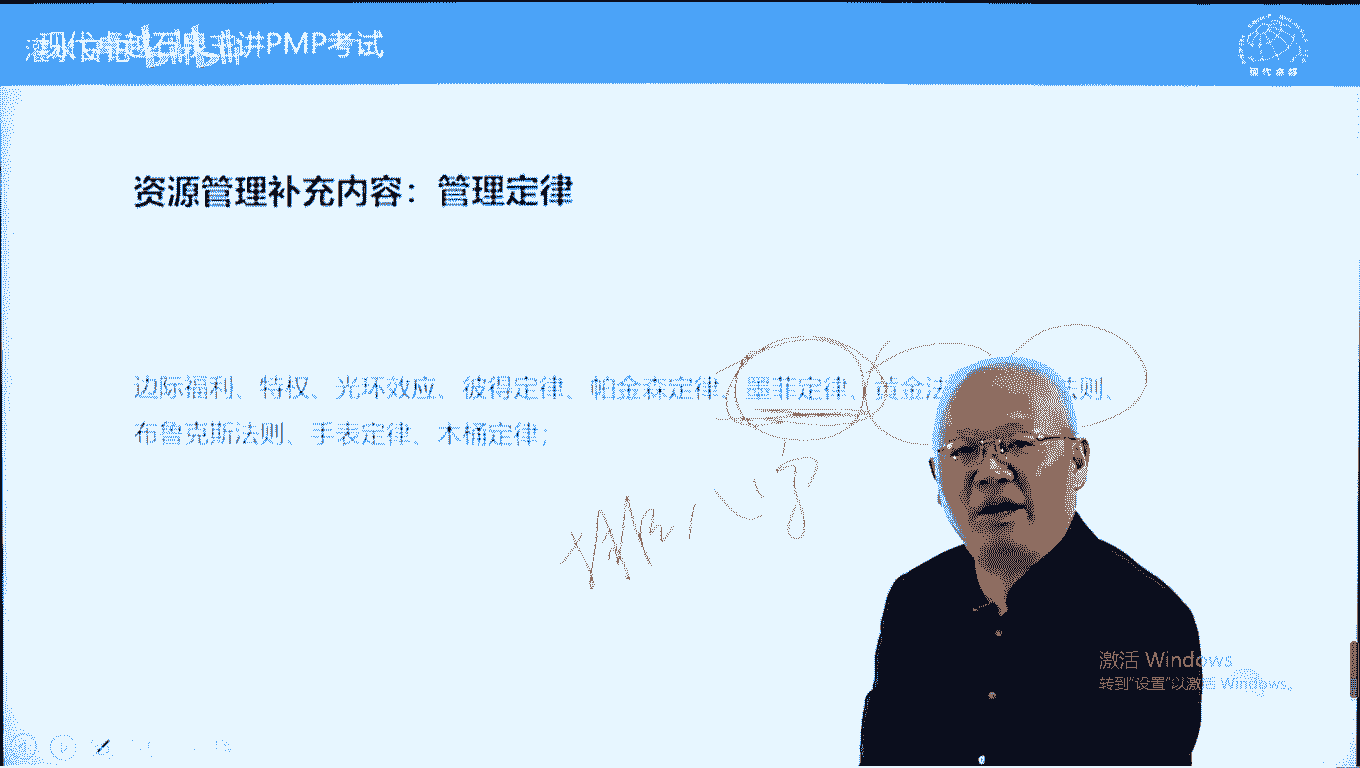 讲PMP考试
现代卓越
资源管理补充内容：管理定律
边际福利、特权、光环效应、彼得定律、帕金森定律、墨菲定律、黄金法 法则、
布鲁克斯法则、手表定律、木桶定律；
激活 Windows
转到“设置”以激活 Windows。